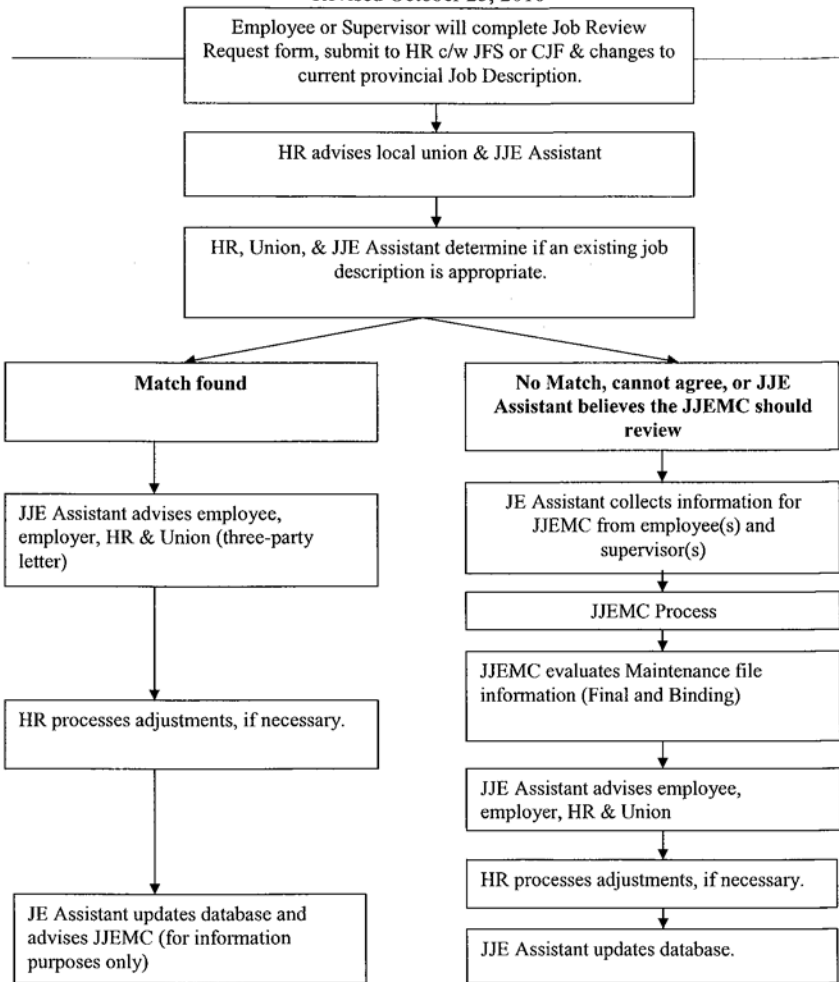 Employee or Supervisor will complete Job Review
Request form, submit to HR c/w JFS or CJF & changes to
current provincial Job Description.
HR advises local union & JJE Assistant
HR, Union, & JJE Assistant determine if an existing job
description is appropriate.
Match found
JJE Assistant advises employee,
employer, HR & Union (three-party
letter)
HR processes adjustments, if necessary.
JE Assistant updates database and
advises JJEMC (for information
purposes only)
No Match, cannot agree, or JJE
Assistant believes the JJEMC should
review
JE Assistant collects information for
JJEMC from employee(s) and
supervisor(s)
JJEMC Process
JJEMC evaluates Maintenance file
information (Final and Binding)
JJE Assistant advises employee,
employer, HR & Union
HR processes adjustments, if necessary.
JJE Assistant updates database.